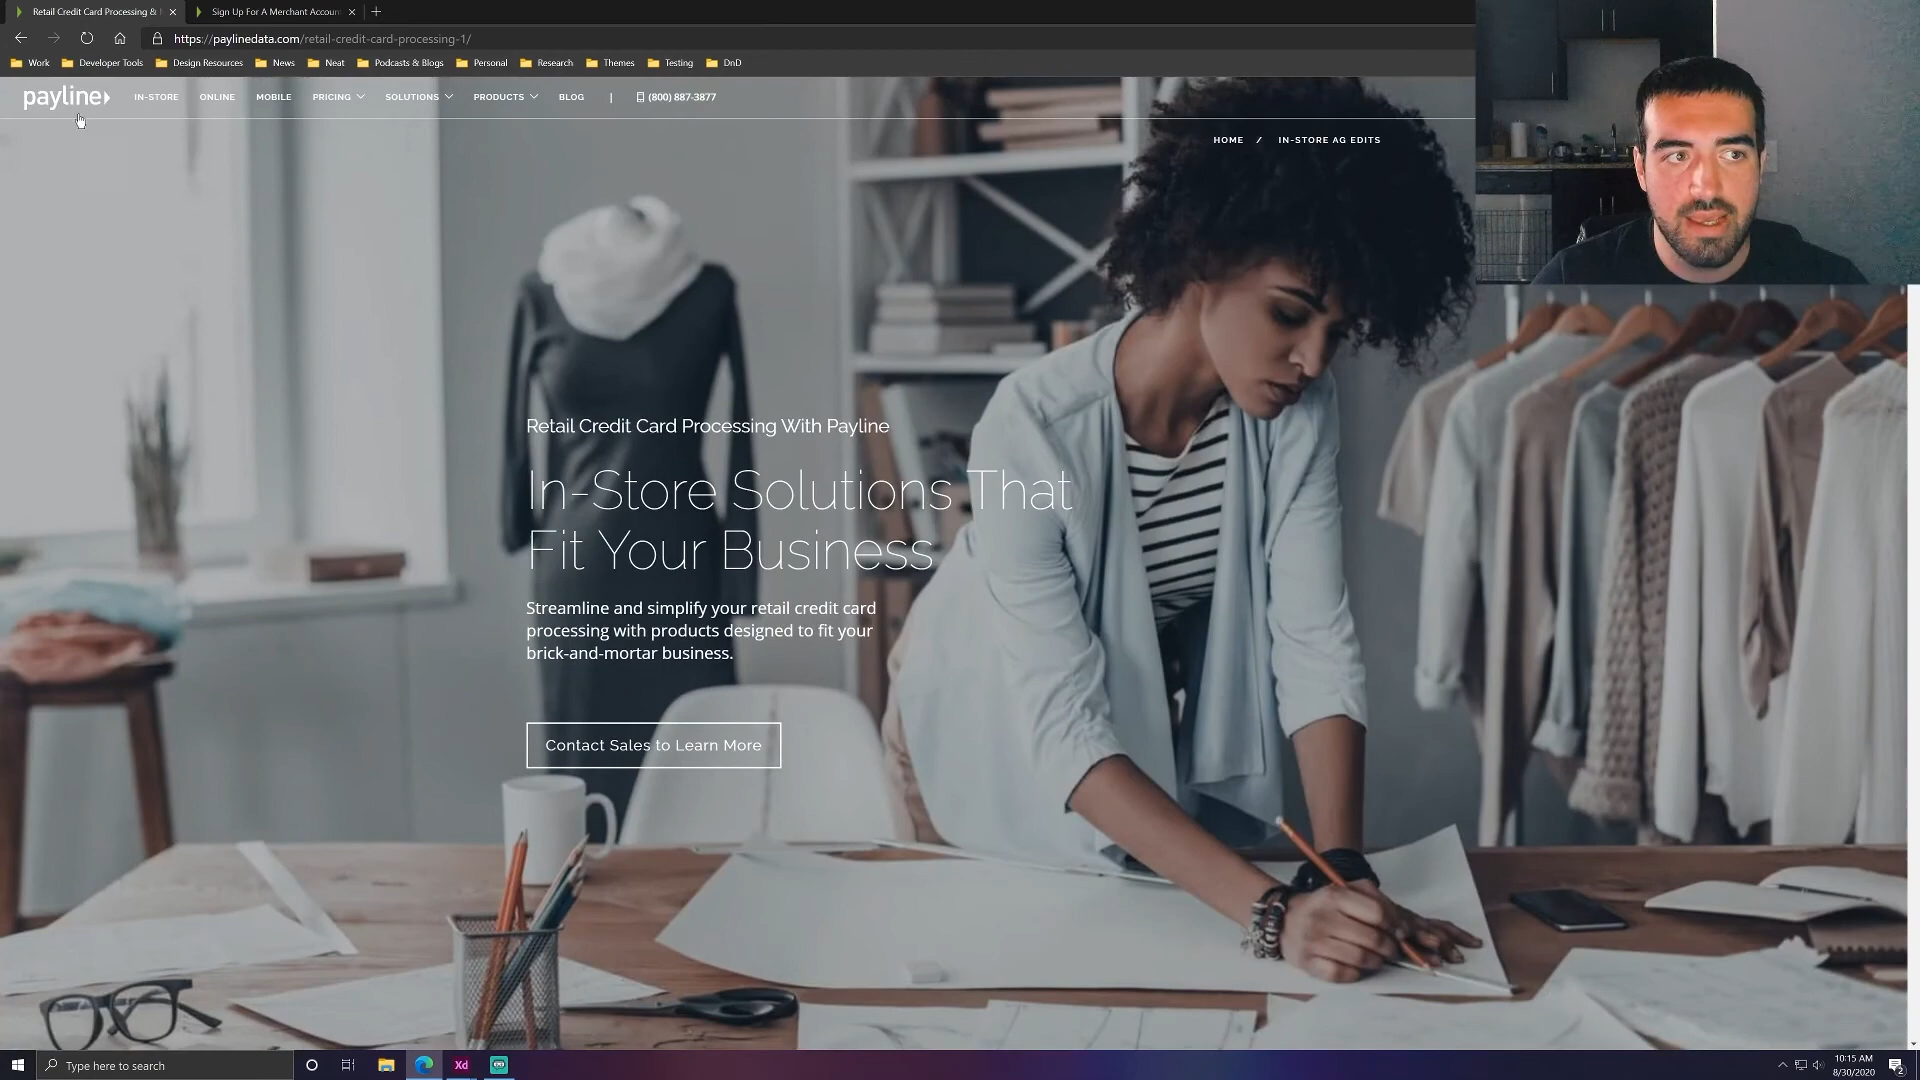 Retail Credit Card Processing &
Sign Up For A Merchant Accoun
https://paylinedata.com/retail-credit-card-processing-1/
Work
Developer Tools
Design Resources
News
Neat
Podcasts & Blogs
Personal
Research
Themes
Testing
DnD
payline
IN-STORE
ONLINE
MOBILE
PRICING
SOLUTIONS
PRODUCTS
BLOG
|
(800) 887-3877
HOME / IN-STORE AG EDITS
Retail Credit Card Processing With Payline
In-Store Solutions That
Fit Your Business
Streamline and simplify your retail credit card
processing with products designed to fit your
brick-and-mortar business.
Contact Sales to Learn More
Type here to search
Xd
10:15 AM
8/30/2020
2